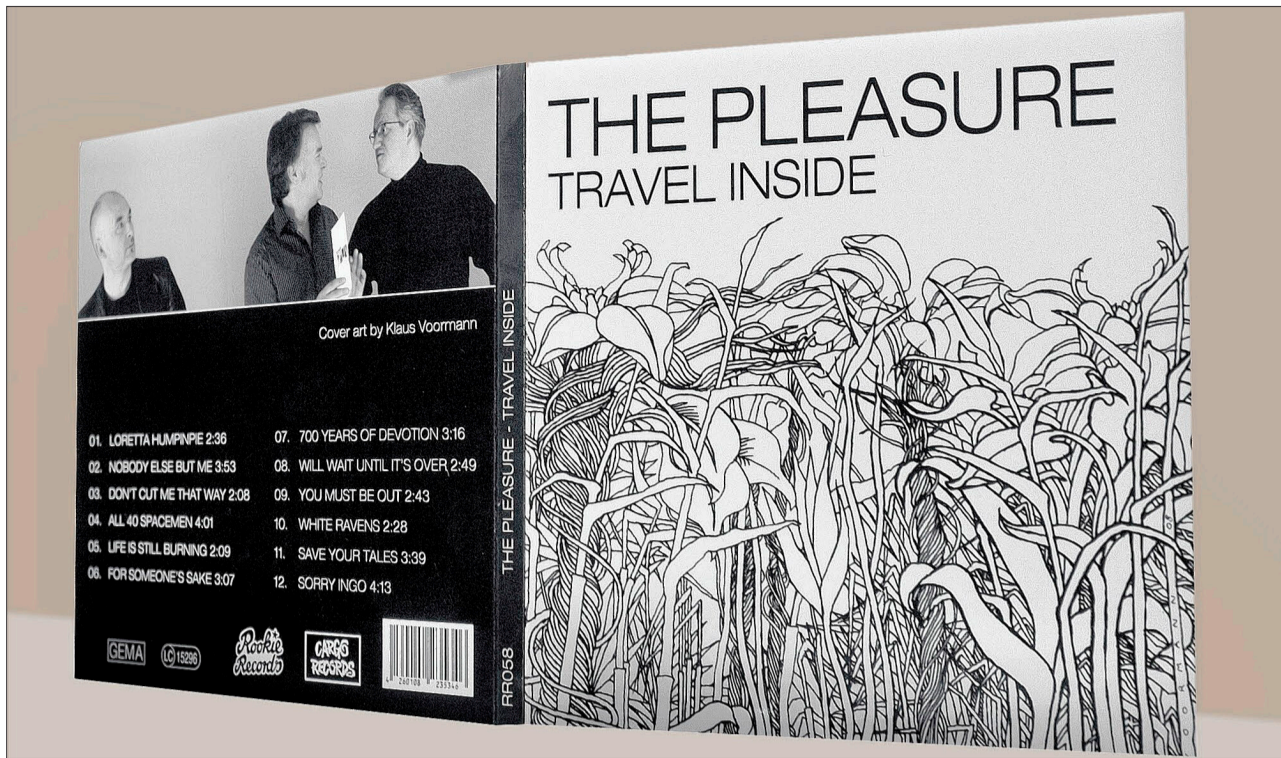 Cover art by Klaus Voormann
01. LORETTA HUMPINPIE 2:36
02. NOBODY ELSE BUT ME 3:53
03. DON'T CUT ME THAT WAY 2:08
04. ALL 40 SPACEMEN 4:01
05. LIFE IS STILL BURNING 2:09
06. FOR SOMEONE'S SAKE 3:07
07. 700 YEARS OF DEVOTION 3:16
08. WILL WAIT UNTIL IT'S OVER 2:49
09. YOU MUST BE OUT 2:43
10. WHITE RAVENS 2:28
11. SAVE YOUR TALES 3:39
12. SORRY INGO 4:13
GEMA
LC 15296
Rookie
Records
CARGO
RECORDS
4 260108 235346
THE PLEASURE - TRAVEL INSIDE
RR058
THE PLEASURE
TRAVEL INSIDE